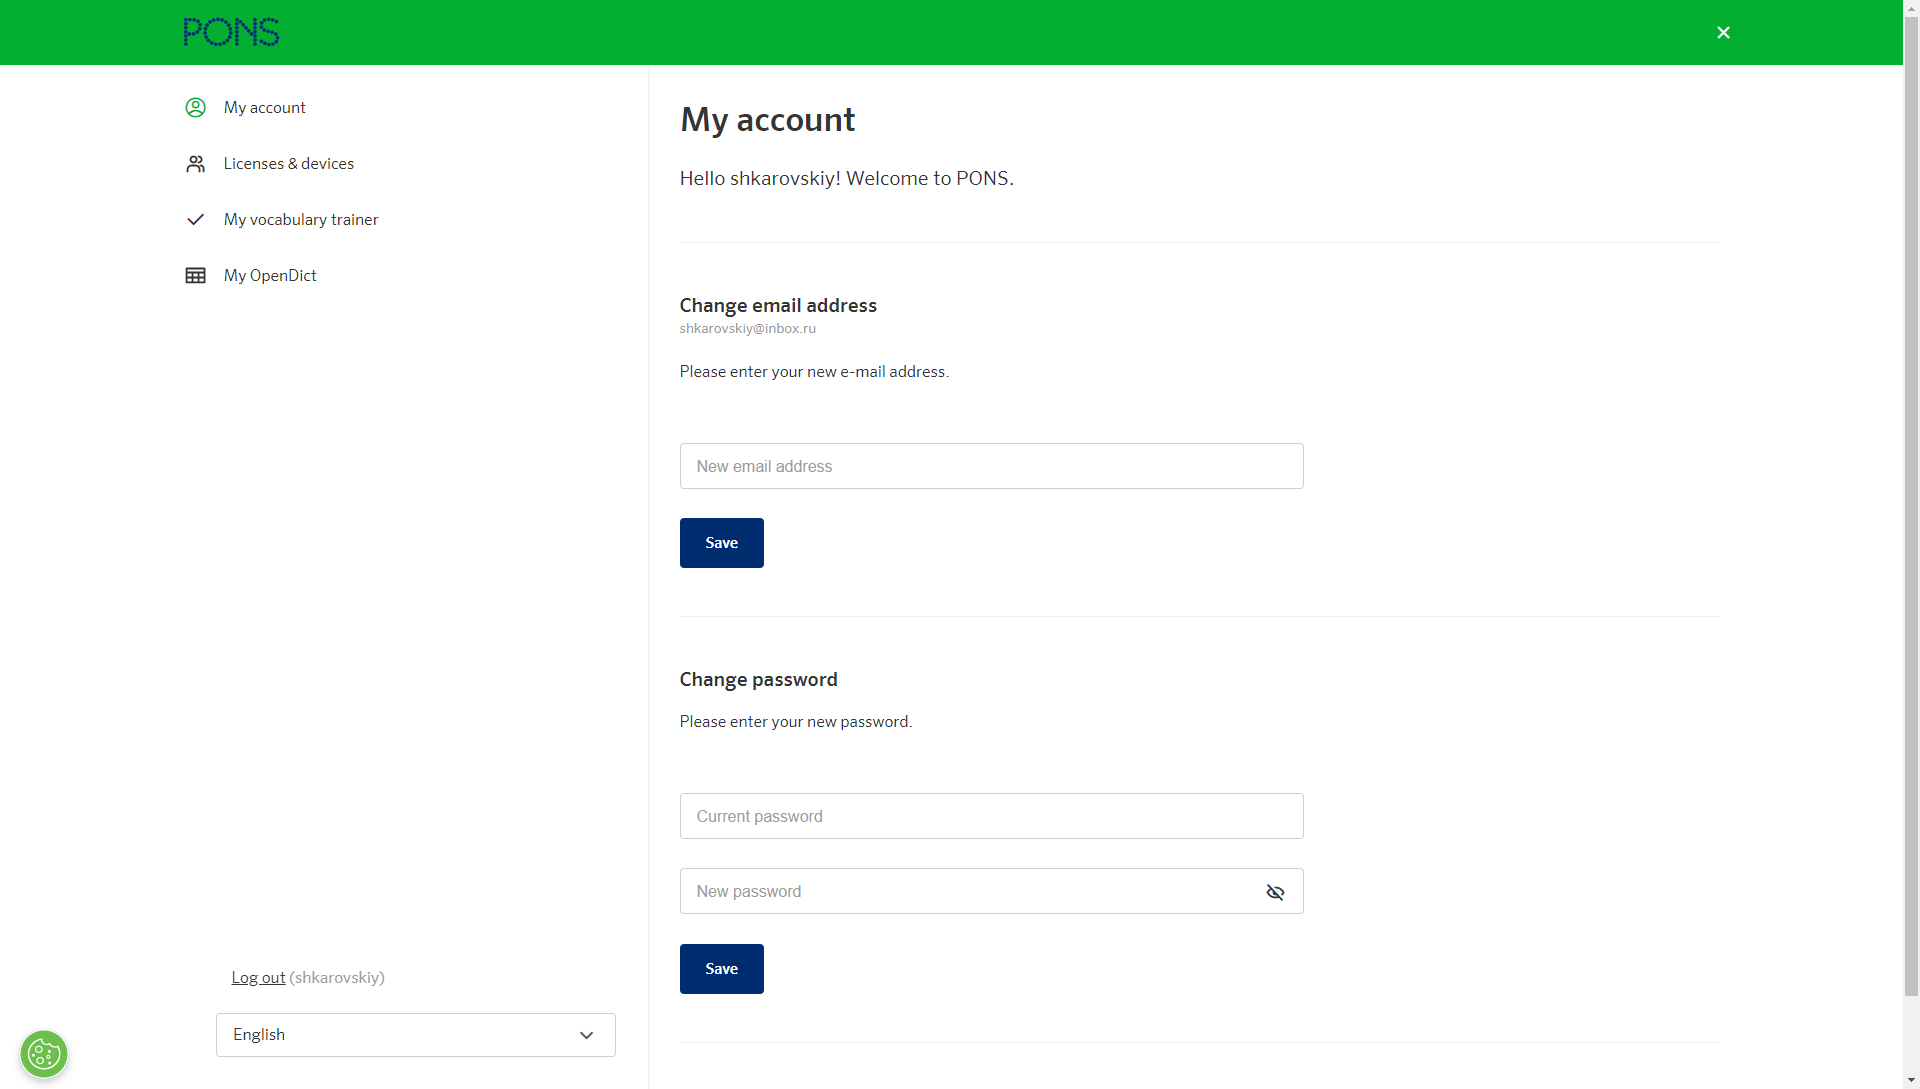 PONS
My account
Licenses & devices
My vocabulary trainer
My OpenDict
Log out (shkarovskiy)
English
My account
Hello shkarovskiy! Welcome to PONS.
Change email address
shkarovskiy@inbox.ru
Please enter your new e-mail address.
New email address
Save
Change password
Please enter your new password.
Current password
New password
Save